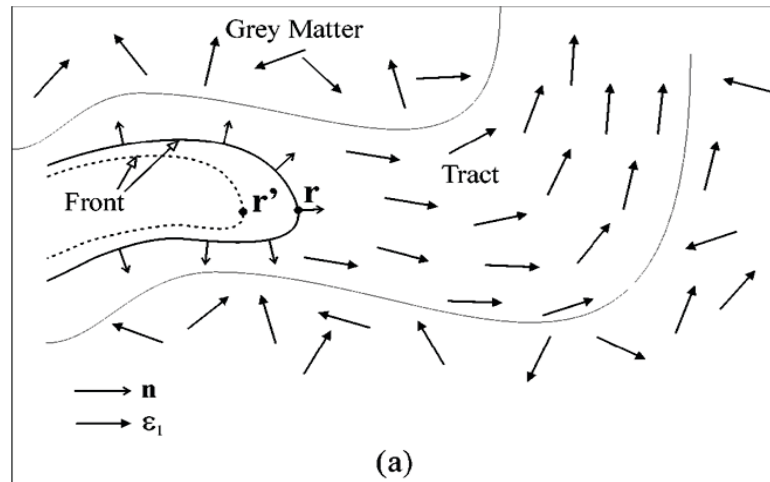 Grey Matter
Tract
Front
r' r
n
ε₁
(a)